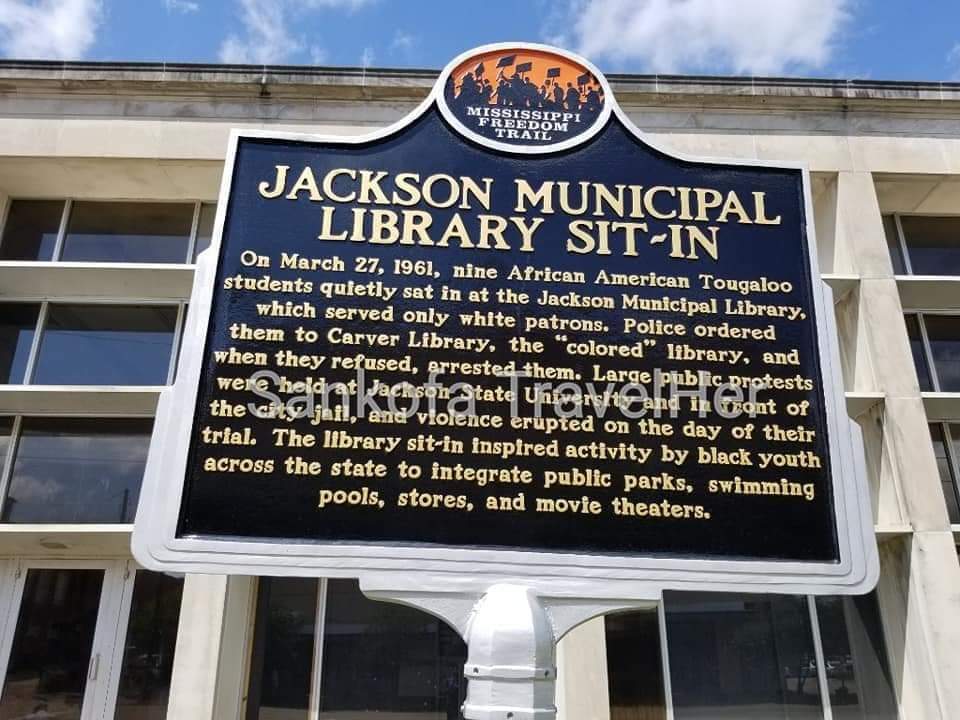 MISSISSIPPI
FREEDOM
TRAIL
JACKSON MUNICIPAL
LIBRARY SIT-IN
On March 27, 1961, nine African American Tougaloo
students quietly sat in at the Jackson Municipal Library,
which served only white patrons. Police ordered
them to Carver Library, the "colored" library, and
when they refused, arrested them. Large public protests
were held at Jackson State University and in front of
Sankofa TravelHer
the city jail, and violence erupted on the day of their
trial. The library sit-in inspired activity by black youth
across the state to integrate public parks, swimming
pools, stores, and movie theaters.